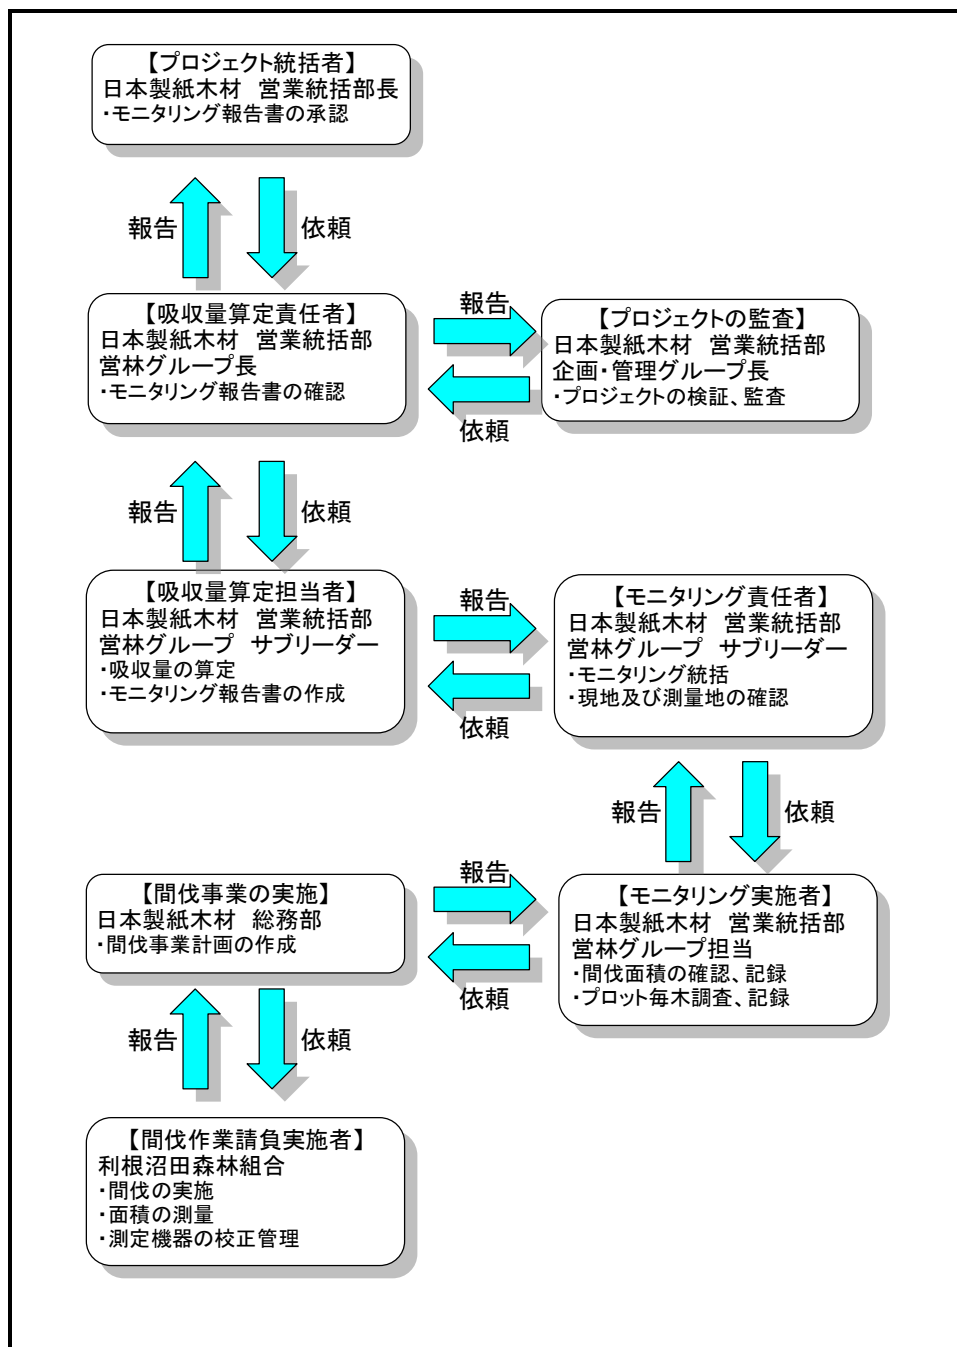 【プロジェクト統括者】
日本製紙木材　営業統括部長
・モニタリング報告書の承認
報告
依頼
【吸収量算定責任者】
日本製紙木材　営業統括部
営林グループ長
・モニタリング報告書の確認
報告
依頼
【プロジェクトの監査】
日本製紙木材　営業統括部
企画・管理グループ長
・プロジェクトの検証、監査
報告
依頼
【吸収量算定担当者】
日本製紙木材　営業統括部
営林グループ　サブリーダー
・吸収量の算定
・モニタリング報告書の作成
報告
依頼
【モニタリング責任者】
日本製紙木材　営業統括部
営林グループ　サブリーダー
・モニタリング統括
・現地及び測量地の確認
報告
依頼
【間伐事業の実施】
日本製紙木材　総務部
・間伐事業計画の作成
報告
依頼
【モニタリング実施者】
日本製紙木材　営業統括部
営林グループ担当
・間伐面積の確認、記録
・プロット毎木調査、記録
報告
依頼
【間伐作業請負実施者】
利根沼田森林組合
・間伐の実施
・面積の測量
・測定機器の校正管理